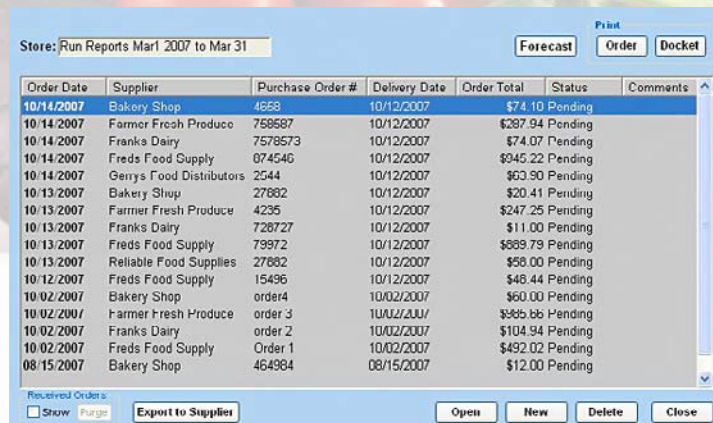 Print
Store: Run Reports Mar1 2007 to Mar 31 Forecast Order Docket
Order Date Supplier Purchase Order # Delivery Date Order Total Status Comments
10/14/2007 Bakery Shop 4658 10/12/2007 $74.10 Pending
10/14/2007 Farmer Fresh Produce 758587 10/12/2007 $287.94 Pending
10/14/2007 Franks Dairy 7578573 10/12/2007 $74.07 Pending
10/14/2007 Freds Food Supply 874546 10/12/2007 $945.22 Pending
10/14/2007 Gerrys Food Distributors 2544 10/12/2007 $63.90 Pending
10/13/2007 Bakery Shop 27882 10/12/2007 $20.41 Pending
10/13/2007 Farmer Fresh Produce 4235 10/12/2007 $247.25 Pending
10/13/2007 Franks Dairy 728727 10/12/2007 $11.00 Pending
10/13/2007 Freds Food Supply 79972 10/12/2007 $889.79 Pending
10/13/2007 Reliable Food Supplies 27882 10/12/2007 $58.00 Pending
10/12/2007 Freds Food Supply 15496 10/12/2007 $48.44 Pending
10/02/2007 Bakery Shop order4 10/02/2007 $60.00 Pending
10/02/2007 Farmer Fresh Produce order 3 10/02/2007 $985.66 Pending
10/02/2007 Franks Dairy order 2 10/02/2007 $104.94 Pending
10/02/2007 Freds Food Supply Order 1 10/02/2007 $492.02 Pending
08/15/2007 Bakery Shop 464984 08/15/2007 $12.00 Pending
Received Orders
Show Purge Export to Supplier Open New Delete Close